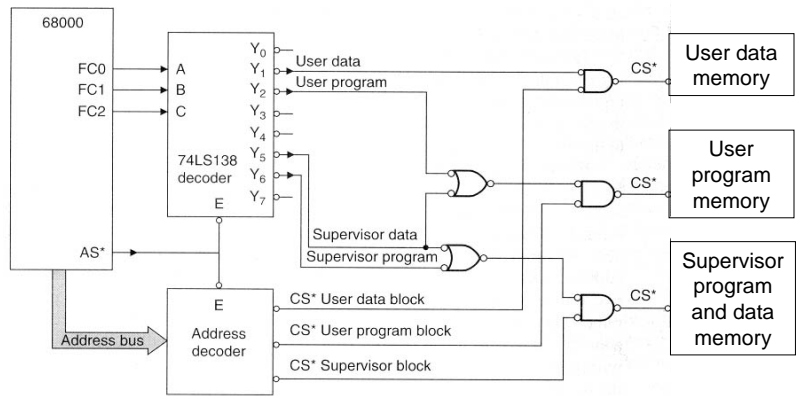 68000
FC0
FC1
FC2
AS*
Address bus
A
B
C
74LS138
decoder
E
Y0
Y1
Y2
Y3
Y4
Y5
Y6
Y7
User data
User program
Supervisor data
Supervisor program
E
Address
decoder
CS* User data block
CS* User program block
CS* Supervisor block
CS*
User data
memory
CS*
User
program
memory
CS*
Supervisor
program
and data
memory